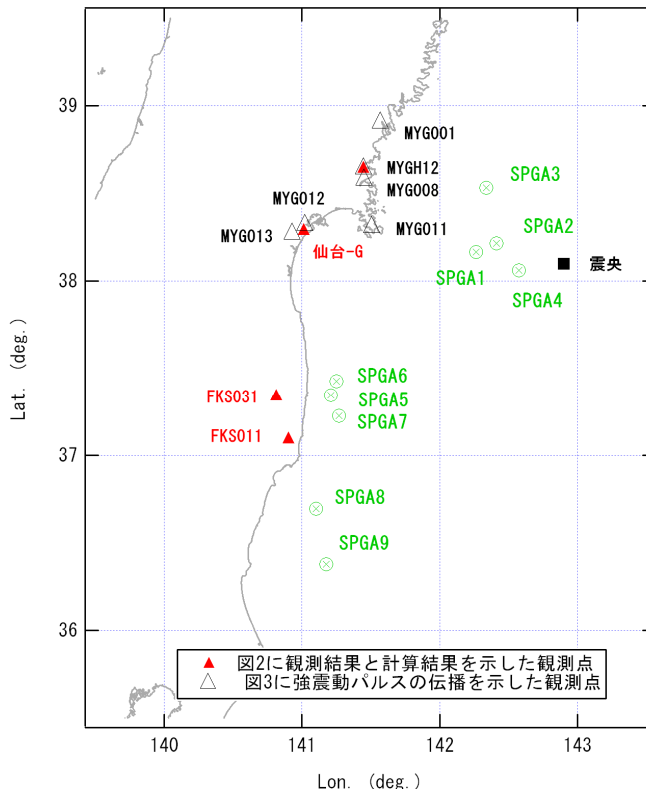 39
MYG001
MYGH12
SPGA3
MYG008
MYG012
MYG013
MYG011
SPGA2
仙台-G
震央
SPGA1
38
SPGA4
SPGA6
FKS031
SPGA5
SPGA7
FKS011
37
SPGA8
SPGA9
36
図2に観測結果と計算結果を示した観測点
図3に強震動パルスの伝播を示した観測点
140
141
142
143
Lat. (deg.)
Lon. (deg.)